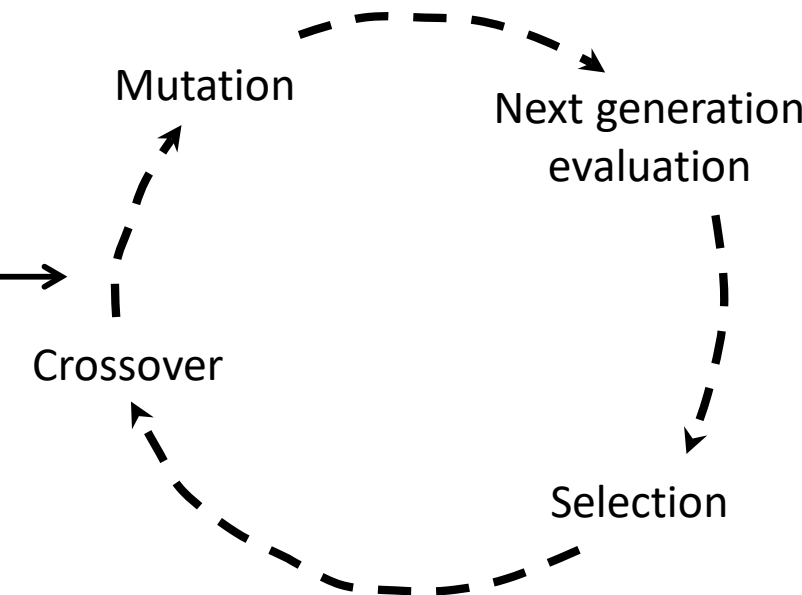 Mutation
Next generation
evaluation
Crossover
Selection